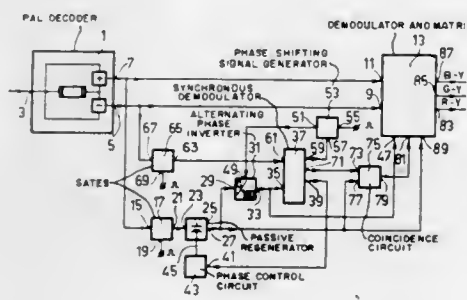 PAL DECODER
DEMODULATOR AND MATRI
1
7
PHASE SHIFTING
SIGNAL GENERATOR
13
87
11
53
85
B-Y
G-Y
R-Y
SYNCHRONOUS
DEMODULATOR
3
5
51
55
9
83
ALTERNATING
PHASE
INVERTER
37
57
67
66
63
61
59
71
73
75
47
81
89
49
31
69
29
35
SATES
17
25
33
39
77
79
15
21
23
27
19
PASSIVE
REGENERATOR
COINCIDENCE
CIRCUIT
45
41
43
PHASE CONTROL
CIRCUIT